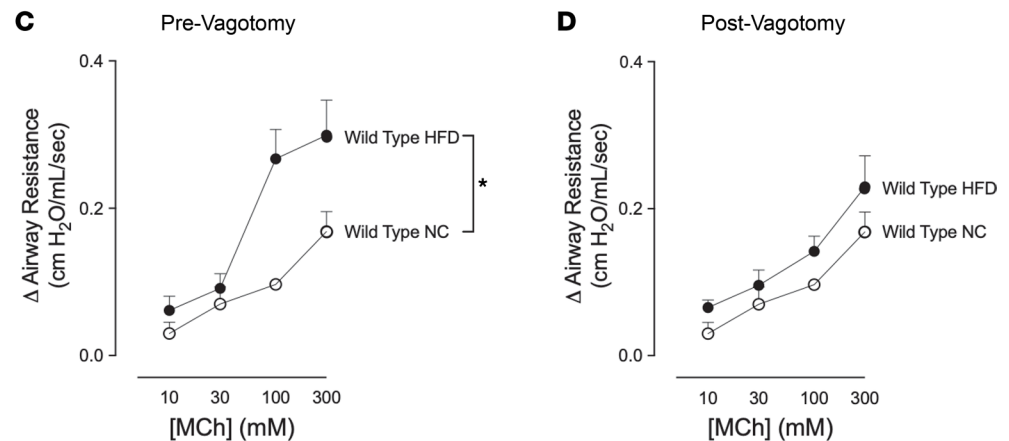 C
Pre-Vagotomy
Δ Airway Resistance
(cm H₂O/mL/sec)
0.4
0.2
0.0
Wild Type HFD
*
Wild Type NC
10 30 100 300
[MCh] (mM)
D
Post-Vagotomy
Δ Airway Resistance
(cm H₂O/mL/sec)
0.4
0.2
0.0
Wild Type HFD
Wild Type NC
10 30 100 300
[MCh] (mM)